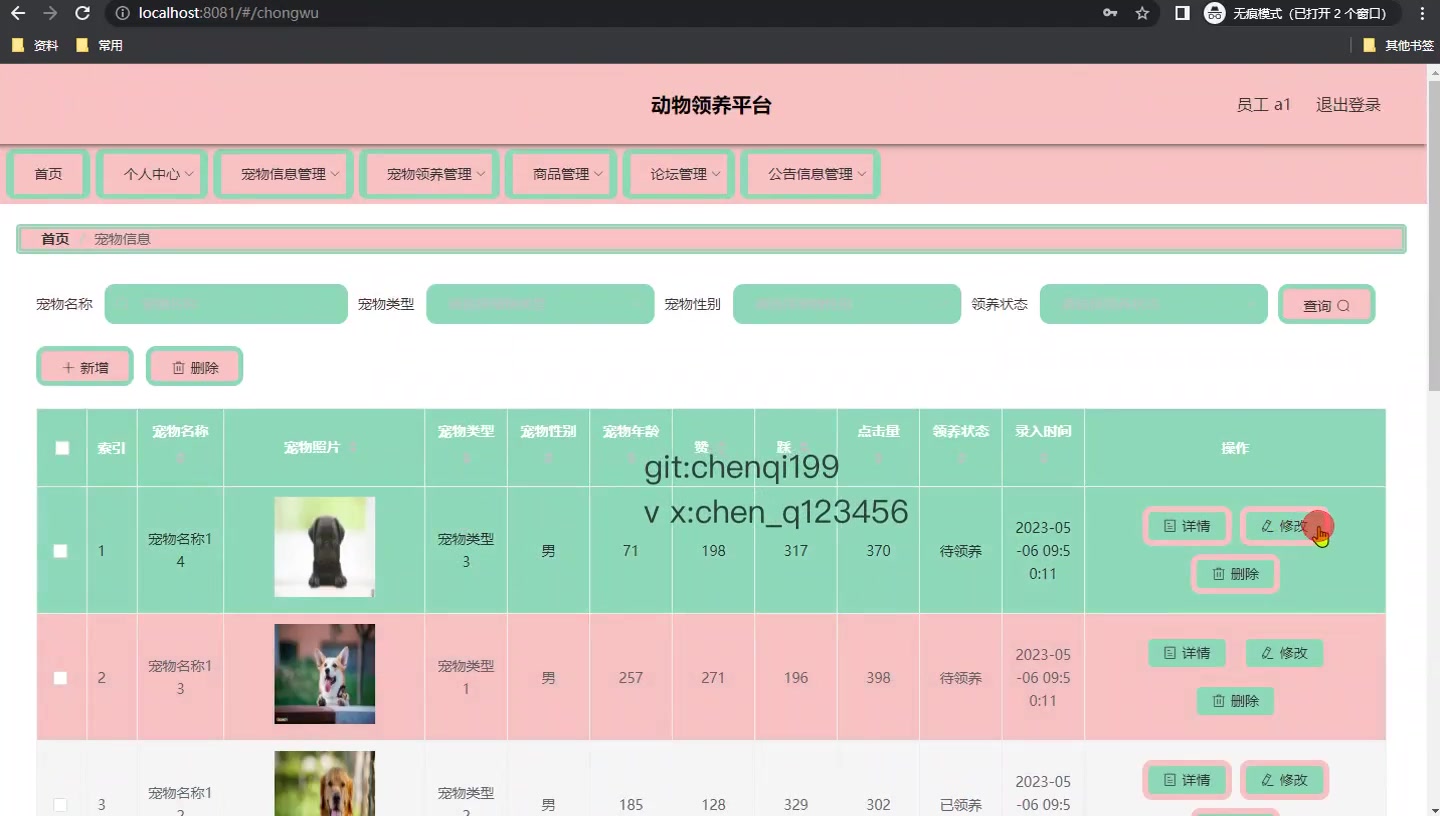 localhost:8081/#/chongwu
无痕模式（已打开 2 个窗口）
资料 常用 其他书签
动物领养平台
员工 a1 退出登录
首页 个人中心 宠物信息管理 宠物领养管理 商品管理 论坛管理 公告信息管理
首页 宠物信息
宠物名称 宠物类型 宠物性别 领养状态 查询
新增 删除
索引 宠物名称 宠物照片 宠物类型 宠物性别 宠物年龄 赞 踩 点击量 领养状态 录入时间 操作
git:chenqi199
v x:chen_q123456
1 宠物名称14 宠物类型3 男 71 198 317 370 待领养 2023-05-06 09:50:11 详情 修改 删除
2 宠物名称13 宠物类型1 男 257 271 196 398 待领养 2023-05-06 09:50:11 详情 修改 删除
3 宠物名称12 宠物类型2 男 185 128 329 302 已领养 2023-05-06 09:5 详情 修改